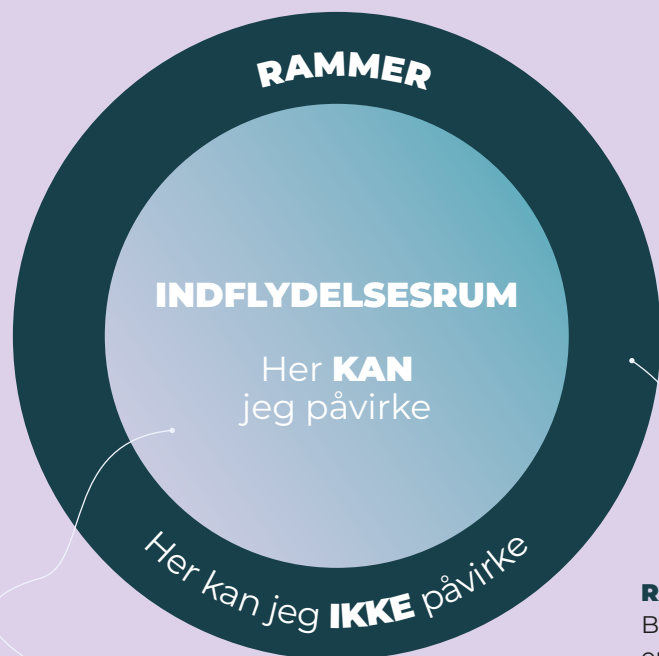 RAMMER
INDFLYDELSESRUM
Her KAN
jeg påvirke
Her kan jeg IKKE påvirke